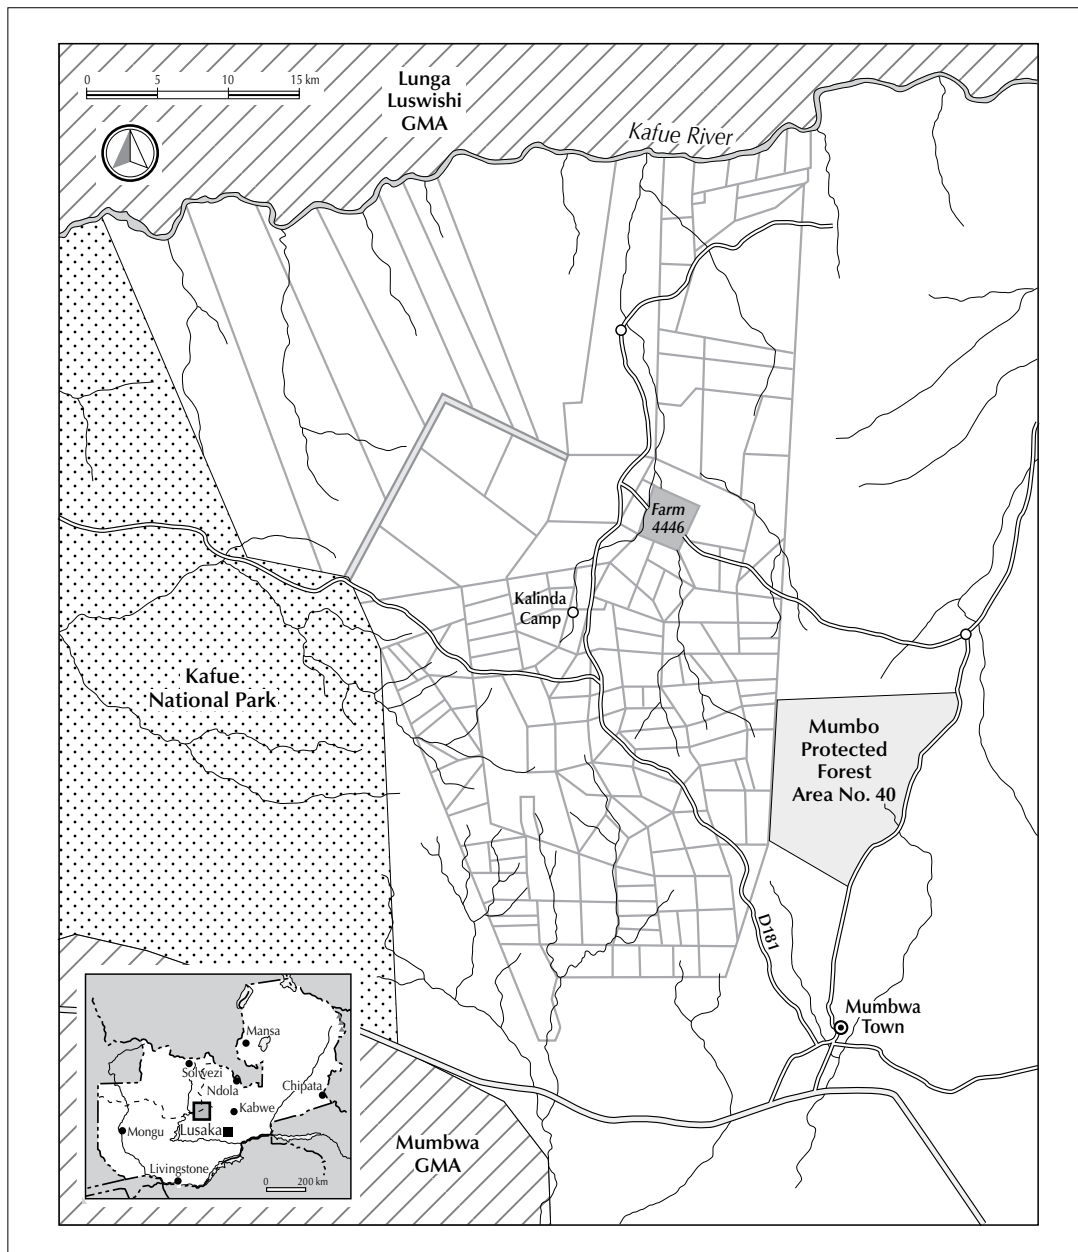 0 5 10 15 km
Lunga
Luswishi
GMA
Kafue River
Farm
4446
Kalinda
Camp
Kafue
National Park
Mumbo
Protected
Forest
Area No. 40
D181
Mumbwa
Town
Mansa
Solwezi
Ndola
Chipata
Kabwe
Mongu
Lusaka
Livingstone
0 200 km
Mumbwa
GMA